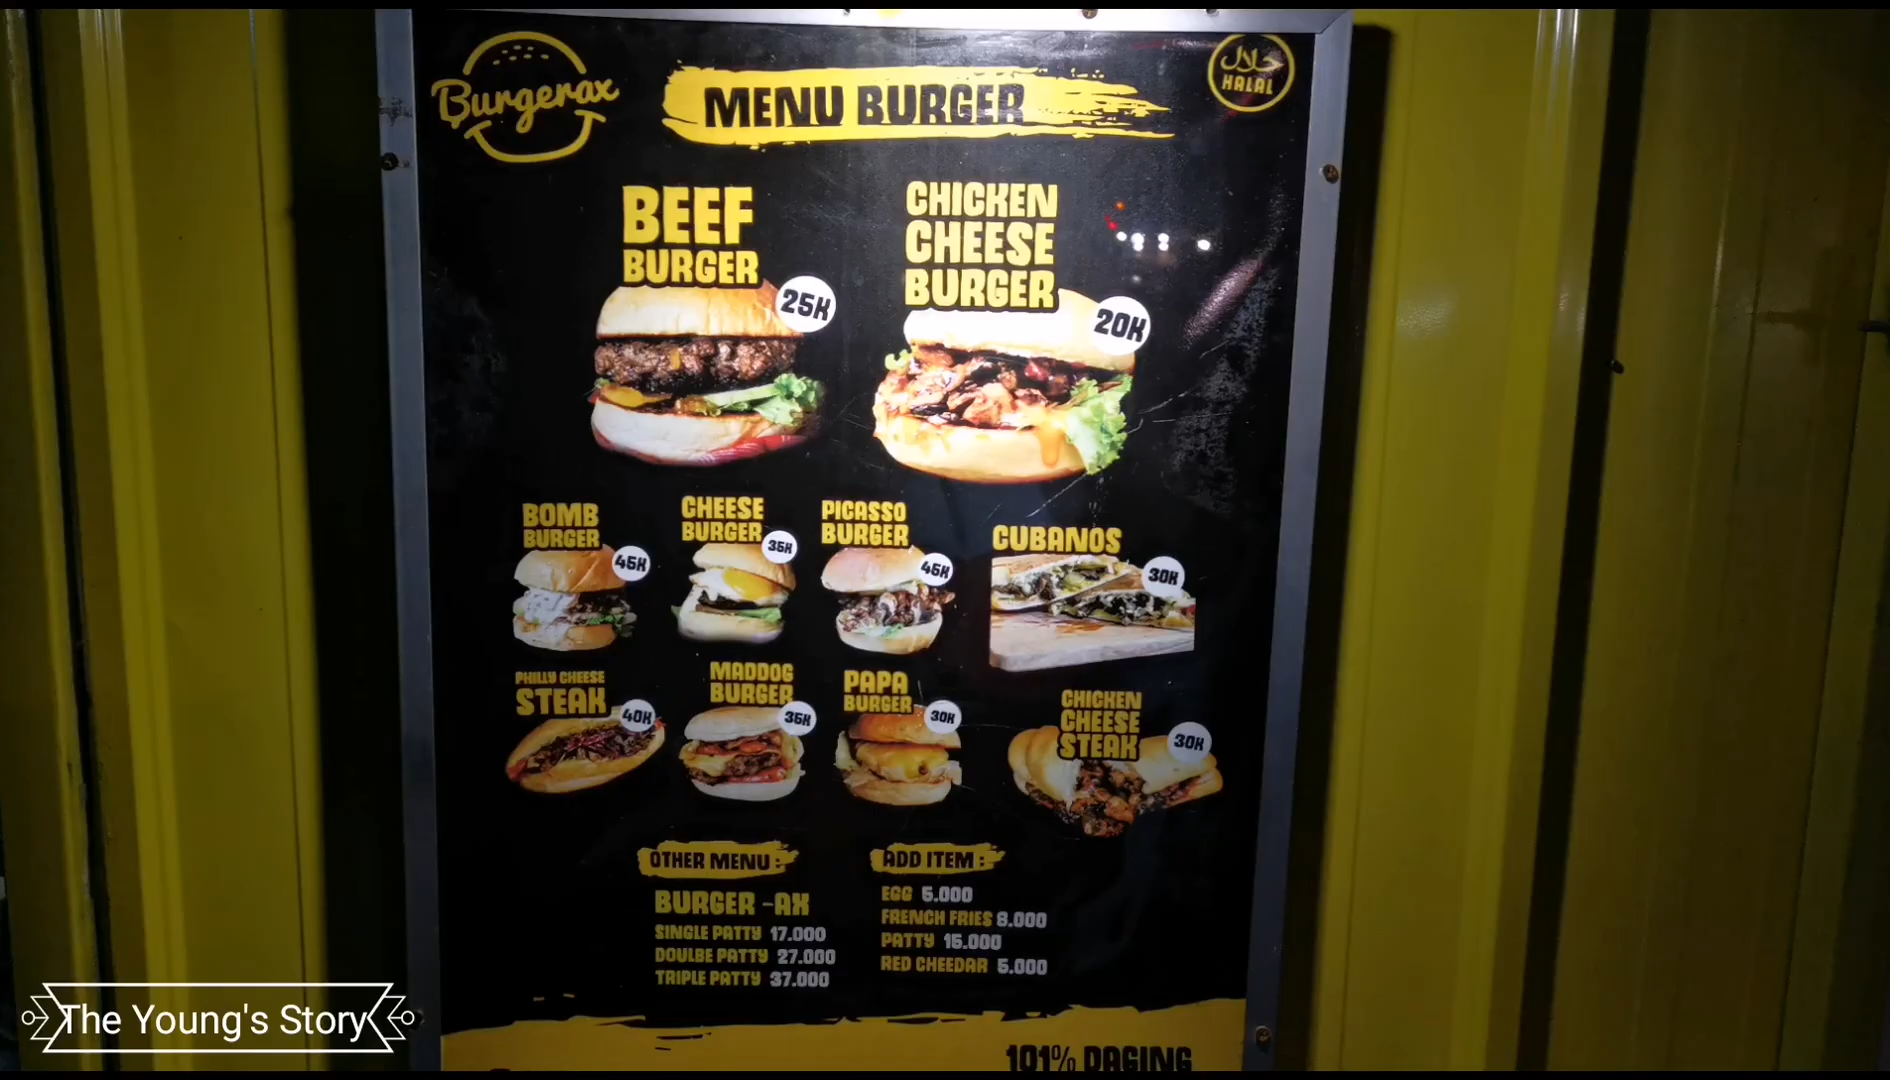 Burgerax
MENU BURGER
حلال
HALAL
BEEF
BURGER
25K
CHICKEN
CHEESE
BURGER
20K
BOMB
BURGER
45K
CHEESE
BURGER
35K
PICASSO
BURGER
45K
CUBANOS
30K
PHILLY CHEESE
STEAK
40K
MADDOG
BURGER
35K
PAPA
BURGER
30K
CHICKEN
CHEESE
STEAK
30K
OTHER MENU :
BURGER -AX
SINGLE PATTY 17.000
DOULBE PATTY 27.000
TRIPLE PATTY 37.000
ADD ITEM :
EGG 5.000
FRENCH FRIES 8.000
PATTY 15.000
RED CHEEDAR 5.000
101% DAGING
The Young's Story